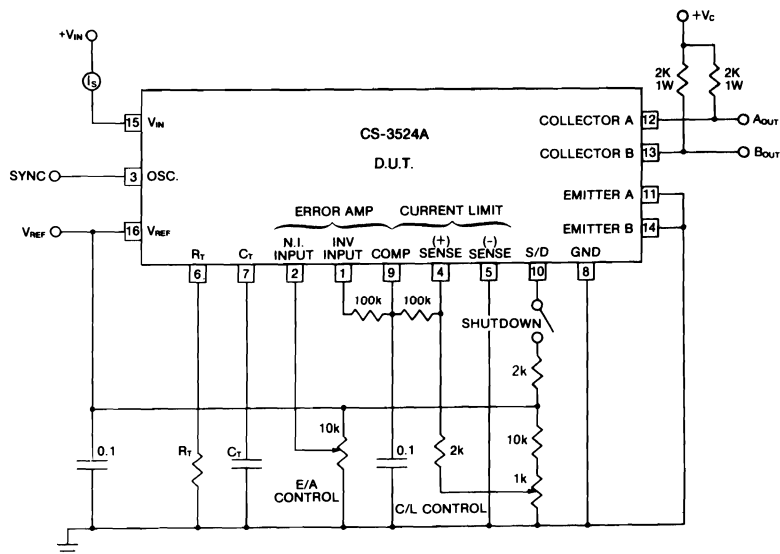 +VIN
IS
+VC
2K
1W
2K
1W
15
VIN
CS-3524A
D.U.T.
COLLECTOR A
12
AOUT
COLLECTOR B
13
BOUT
SYNC
3
OSC.
EMITTER A
11
EMITTER B
14
VREF
16
VREF
ERROR AMP
CURRENT LIMIT
RT
CT
N.I.
INPUT
INV
INPUT
COMP
(+)
SENSE
(-)
SENSE
S/D
GND
6
7
2
1
9
4
5
10
8
100k
100k
SHUTDOWN
2k
0.1
RT
CT
10k
E/A
CONTROL
0.1
2k
10k
1k
C/L CONTROL